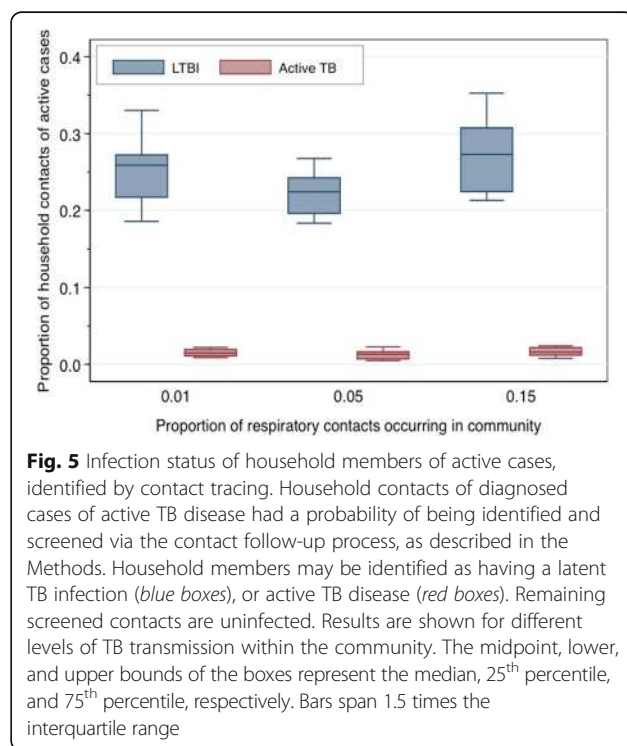 LTBI Active TB
Proportion of household contacts of active cases
0.4
0.3
0.2
0.1
0.0
0.01 0.05 0.15
Proportion of respiratory contacts occurring in community
Fig. 5 Infection status of household members of active cases,
identified by contact tracing. Household contacts of diagnosed
cases of active TB disease had a probability of being identified and
screened via the contact follow-up process, as described in the
Methods. Household members may be identified as having a latent
TB infection (blue boxes), or active TB disease (red boxes). Remaining
screened contacts are uninfected. Results are shown for different
levels of TB transmission within the community. The midpoint, lower,
and upper bounds of the boxes represent the median, 25th percentile,
and 75th percentile, respectively. Bars span 1.5 times the
interquartile range